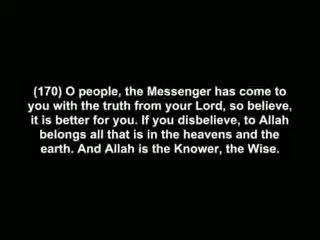 (170) O people, the Messenger has come to
you with the truth from your Lord, so believe,
it is better for you. If you disbelieve, to Allah
belongs all that is in the heavens and the
earth. And Allah is the Knower, the Wise.